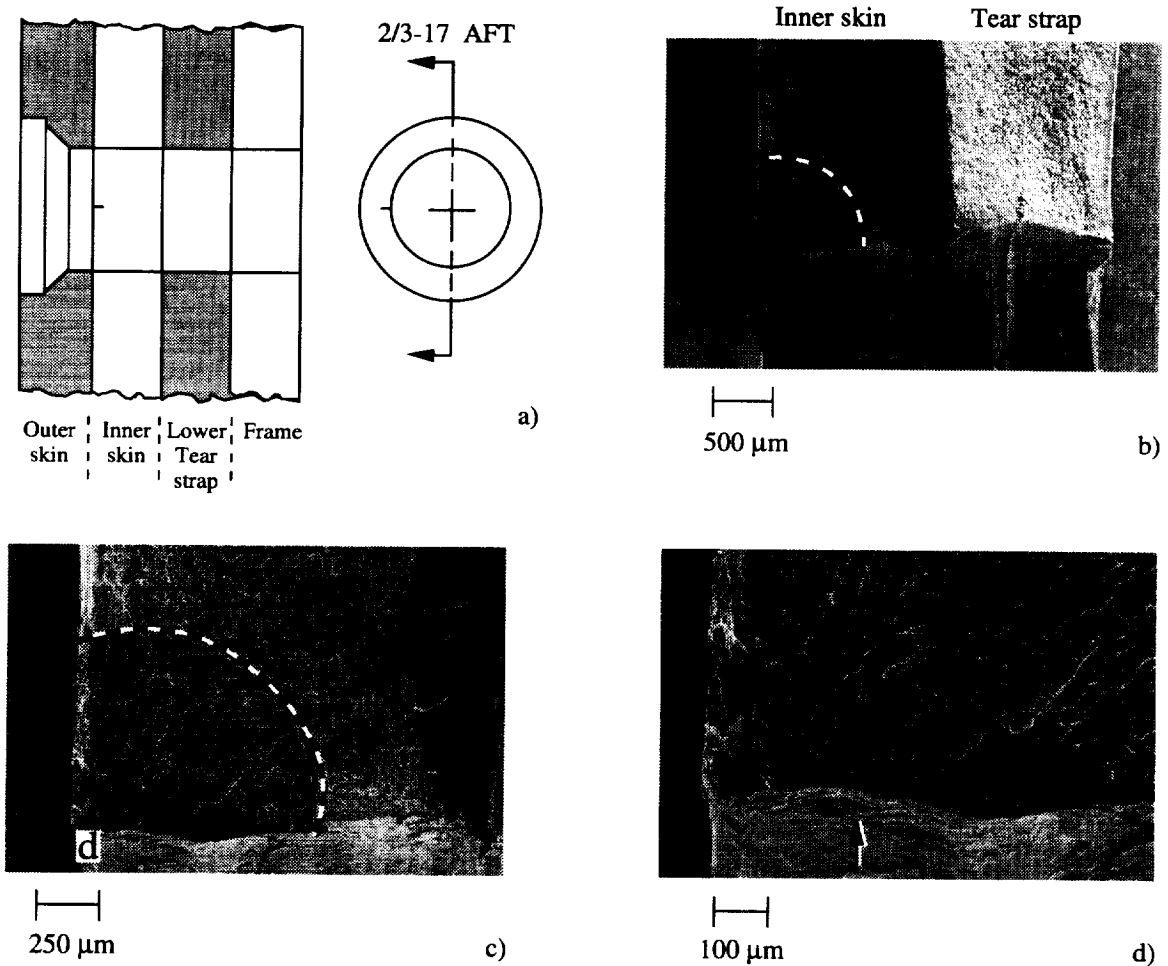 2/3-17 AFT
a)
Outer skin
Inner skin
Lower Tear strap
Frame
Inner skin
Tear strap
500 μm
b)
d
250 μm
c)
100 μm
d)